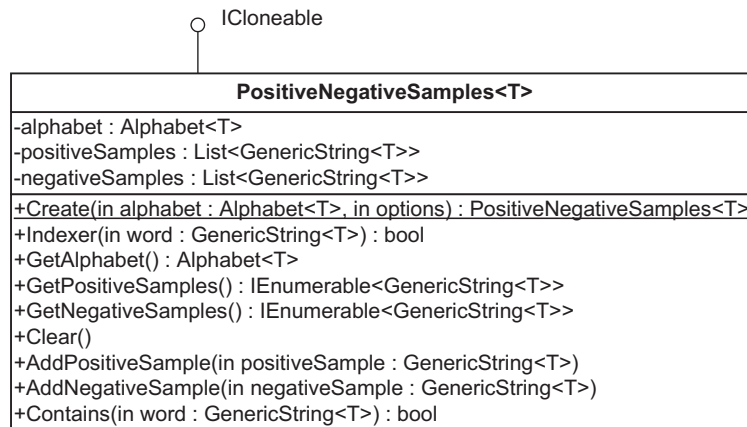 ICloneable
PositiveNegativeSamples<T>
-alphabet : Alphabet<T>
-positiveSamples : List<GenericString<T>>
-negativeSamples : List<GenericString<T>>
+Create(in alphabet : Alphabet<T>, in options) : PositiveNegativeSamples<T>
+Indexer(in word : GenericString<T>) : bool
+GetAlphabet() : Alphabet<T>
+GetPositiveSamples() : IEnumerable<GenericString<T>>
+GetNegativeSamples() : IEnumerable<GenericString<T>>
+Clear()
+AddPositiveSample(in positiveSample : GenericString<T>)
+AddNegativeSample(in negativeSample : GenericString<T>)
+Contains(in word : GenericString<T>) : bool